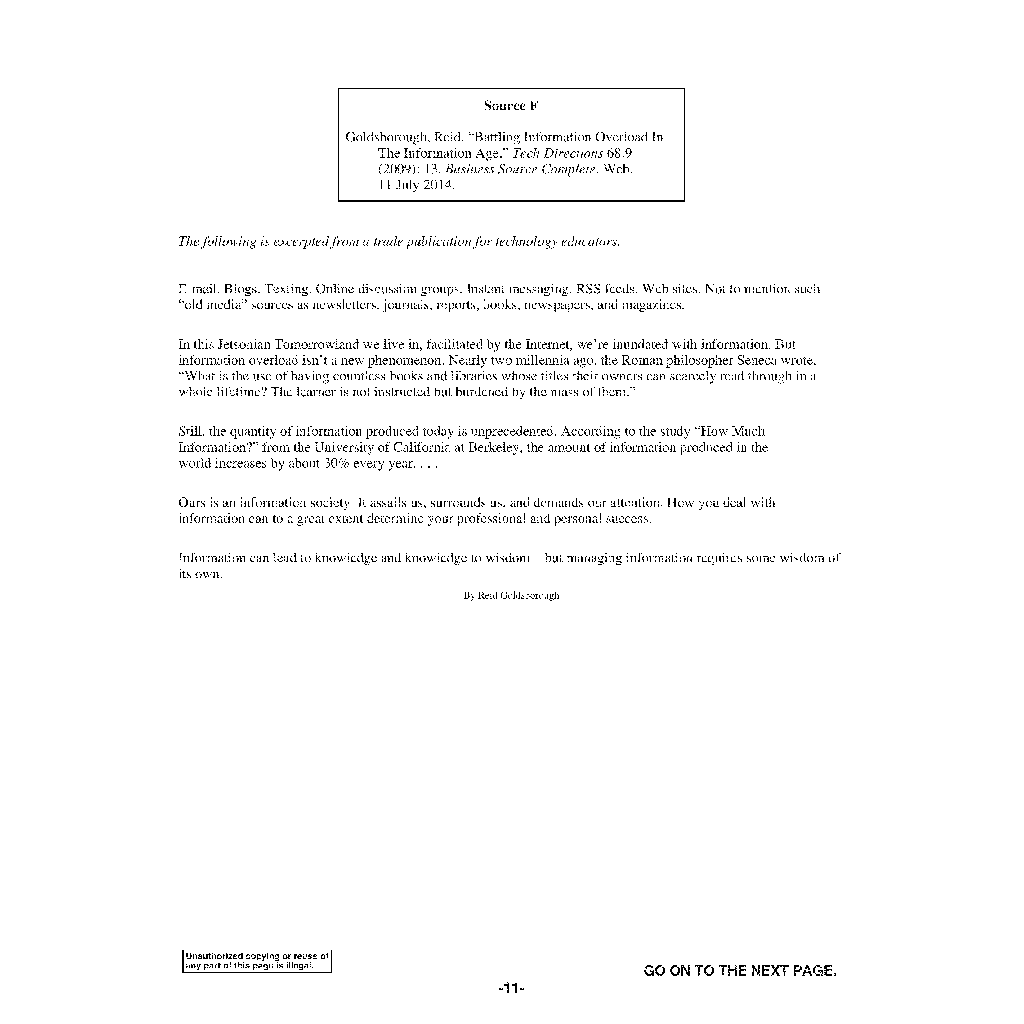 Source F
Goldsborough, Reid. “Battling Information Overload In
The Information Age.” Tech Directions 68.9
(2009): 13. Business Source Complete. Web.
11 July 2014.
The following is excerpted from a trade publication for technology educators.
E-mail. Blogs. Texting. Online discussion groups. Instant messaging. RSS feeds. Web sites. Not to mention such
“old media” sources as newsletters, journals, reports, books, newspapers, and magazines.
In this Jetsonian Tomorrowland we live in, facilitated by the Internet, we’re inundated with information. But
information overload isn’t a new phenomenon. Nearly two millennia ago, the Roman philosopher Seneca wrote,
“What is the use of having countless books and libraries whose titles their owners can scarcely read through in a
whole lifetime? The learner is not instructed but burdened by the mass of them.”
Still, the quantity of information produced today is unprecedented. According to the study “How Much
Information?” from the University of California at Berkeley, the amount of information produced in the
world increases by about 30% every year. . . .
Ours is an information society. It assails us, surrounds us, and demands our attention. How you deal with
information can to a great extent determine your professional and personal success.
Information can lead to knowledge and knowledge to wisdom—but managing information requires some wisdom of
its own.
By Reid Goldsborough
Unauthorized copying or reuse of
any part of this page is illegal.
GO ON TO THE NEXT PAGE.
-11-